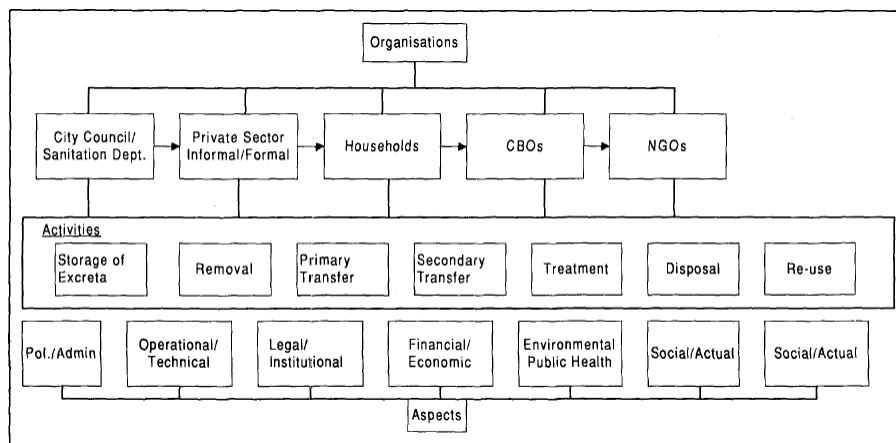 Organisations
City Council/
Sanitation Dept.
Private Sector
Informal/Formal
Households
CBOs
NGOs
Activities
Storage of
Excreta
Removal
Primary
Transfer
Secondary
Transfer
Treatment
Disposal
Re-use
Pol./Admin
Operational/
Technical
Legal/
Institutional
Financial/
Economic
Environmental
Public Health
Social/Actual
Social/Actual
Aspects